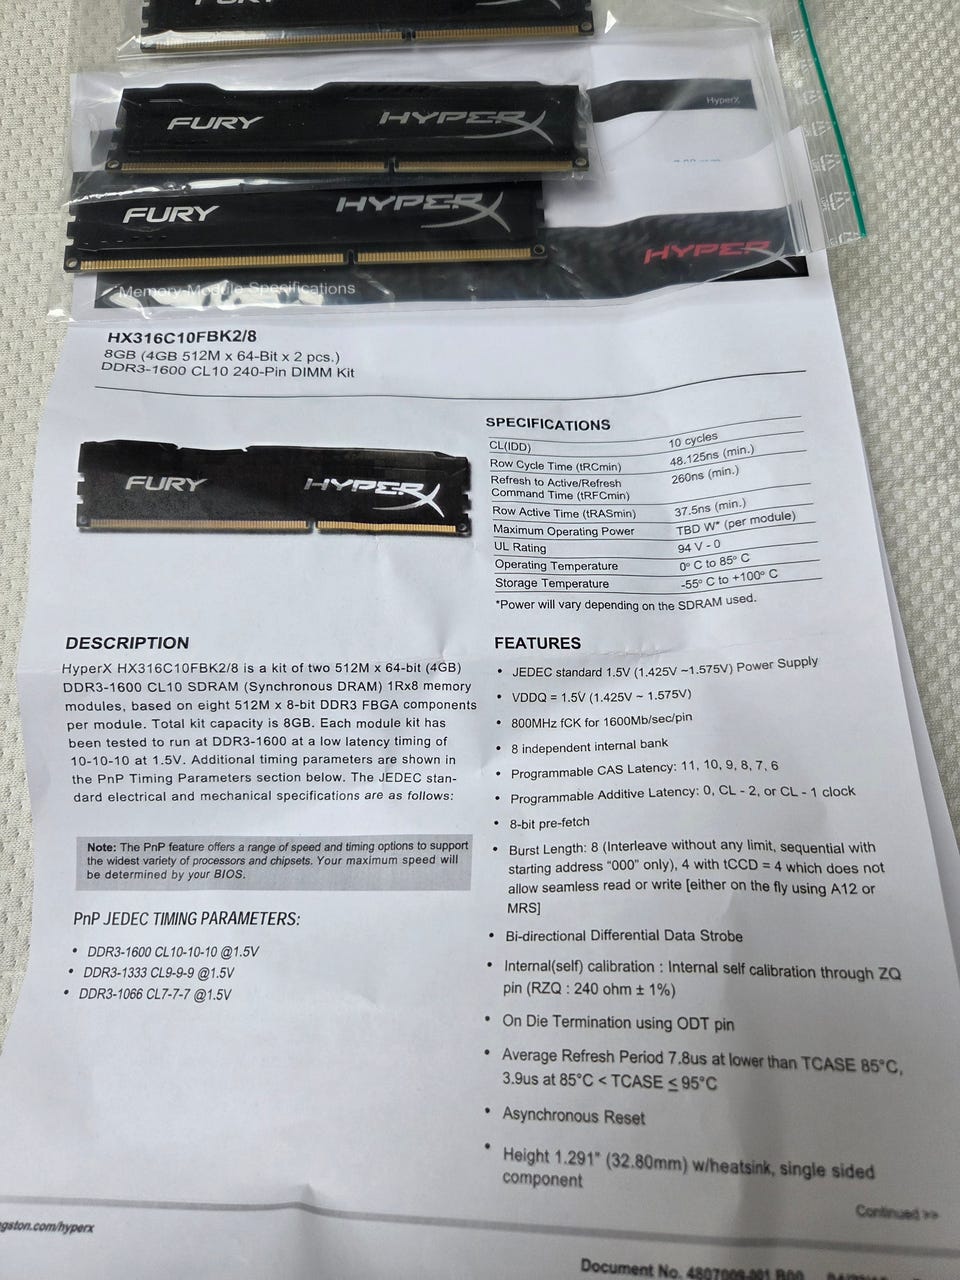 FURY
HyperX
FURY HYPERX
FURY HYPERX
HYPERX
Memory Module Specifications
HX316C10FBK2/8
8GB (4GB 512M x 64-Bit x 2 pcs.)
DDR3-1600 CL10 240-Pin DIMM Kit
FURY HYPERX
SPECIFICATIONS
CL(IDD) 10 cycles
Row Cycle Time (tRCmin) 48.125ns (min.)
Refresh to Active/Refresh 260ns (min.)
Command Time (tRFCmin)
Row Active Time (tRASmin) 37.5ns (min.)
Maximum Operating Power TBD W* (per module)
UL Rating 94 V - 0
Operating Temperature 0° C to 85° C
Storage Temperature -55° C to +100° C
*Power will vary depending on the SDRAM used.
DESCRIPTION
HyperX HX316C10FBK2/8 is a kit of two 512M x 64-bit (4GB)
DDR3-1600 CL10 SDRAM (Synchronous DRAM) 1Rx8 memory
modules, based on eight 512M x 8-bit DDR3 FBGA components
per module. Total kit capacity is 8GB. Each module kit has
been tested to run at DDR3-1600 at a low latency timing of
10-10-10 at 1.5V. Additional timing parameters are shown in
the PnP Timing Parameters section below. The JEDEC stan-
dard electrical and mechanical specifications are as follows:
Note: The PnP feature offers a range of speed and timing options to support
the widest variety of processors and chipsets. Your maximum speed will
be determined by your BIOS.
PnP JEDEC TIMING PARAMETERS:
• DDR3-1600 CL10-10-10 @1.5V
• DDR3-1333 CL9-9-9 @1.5V
• DDR3-1066 CL7-7-7 @1.5V
FEATURES
• JEDEC standard 1.5V (1.425V ~1.575V) Power Supply
• VDDQ = 1.5V (1.425V ~ 1.575V)
• 800MHz fCK for 1600Mb/sec/pin
• 8 independent internal bank
• Programmable CAS Latency: 11, 10, 9, 8, 7, 6
• Programmable Additive Latency: 0, CL - 2, or CL - 1 clock
• 8-bit pre-fetch
• Burst Length: 8 (Interleave without any limit, sequential with
starting address “000” only), 4 with tCCD = 4 which does not
allow seamless read or write [either on the fly using A12 or
MRS]
• Bi-directional Differential Data Strobe
• Internal(self) calibration : Internal self calibration through ZQ
pin (RZQ : 240 ohm ± 1%)
• On Die Termination using ODT pin
• Average Refresh Period 7.8us at lower than TCASE 85°C,
3.9us at 85°C < TCASE ≤ 95°C
• Asynchronous Reset
• Height 1.291" (32.80mm) w/heatsink, single sided
component
Continued >>
gston.com/hyperx
Document No. 4807009-001.B00